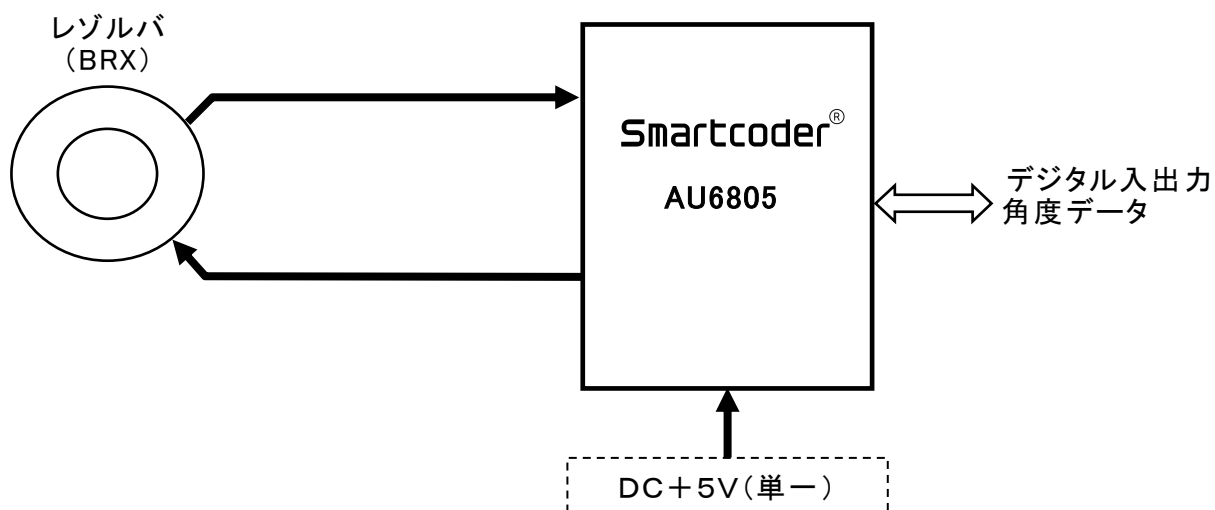 レゾルバ
（BRX）
Smartcoder®
AU6805
デジタル入出力
角度データ
DC＋5V（単一）